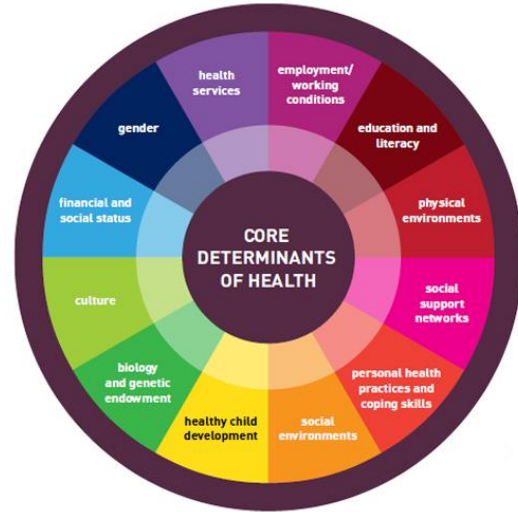 CORE
DETERMINANTS
OF HEALTH
employment/
working
conditions
education and
literacy
physical
environments
social
support
networks
personal health
practices and
coping skills
social
environments
healthy child
development
biology
and genetic
endowment
culture
financial and
social status
gender
health
services